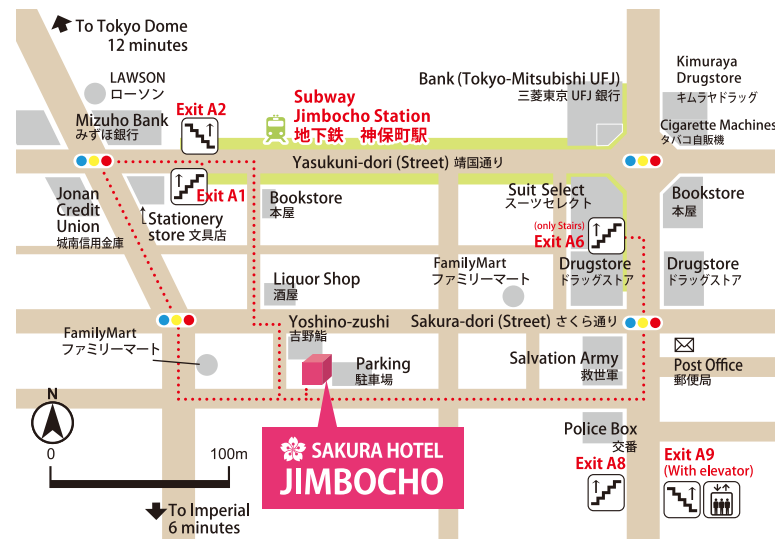 To Tokyo Dome
12 minutes
LAWSON
ローソン
Mizuho Bank
みずほ銀行
Exit A2
Subway
Jimbocho Station
地下鉄 神保町駅
Bank (Tokyo-Mitsubishi UFJ)
三菱東京 UFJ 銀行
Kimuraya
Drugstore
キムラヤドラッグ
Cigarette Machines
タバコ自販機
Yasukuni-dori (Street) 靖国通り
Jonan
Credit
Union
城南信用金庫
Exit A1
Stationery
store 文具店
Bookstore
本屋
Suit Select
スーツセレクト
(only Stairs)
Exit A6
Bookstore
本屋
Liquor Shop
酒屋
FamilyMart
ファミリーマート
Drugstore
ドラッグストア
Drugstore
ドラッグストア
Yoshino-zushi
吉野鮨
Sakura-dori (Street) さくら通り
FamilyMart
ファミリーマート
Parking
駐車場
Salvation Army
救世軍
Post Office
郵便局
N
0 100m
SAKURA HOTEL
JIMBOCHO
Police Box
交番
Exit A8
Exit A9
(With elevator)
To Imperial
6 minutes